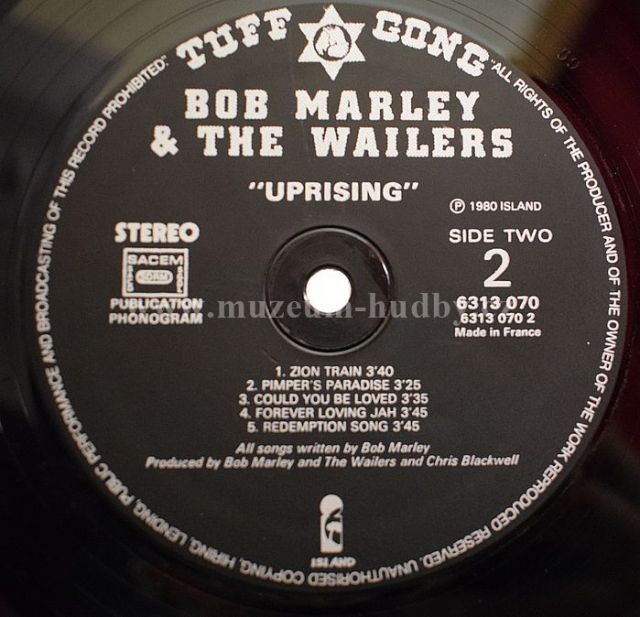 TUFF GONG
BOB MARLEY
& THE WAILERS
"UPRISING"
℗ 1980 ISLAND
STEREO
SIDE TWO
2
SACEM
SDRM
PUBLICATION
PHONOGRAM
6313 070
6313 070 2
Made in France
www.muzeum-hudby
1. ZION TRAIN 3'40
2. PIMPER'S PARADISE 3'25
3. COULD YOU BE LOVED 3'35
4. FOREVER LOVING JAH 3'45
5. REDEMPTION SONG 3'45
All songs written by Bob Marley
Produced by Bob Marley and The Wailers and Chris Blackwell
ISLAND
"ALL RIGHTS OF THE PRODUCER AND OF THE OWNER OF THE WORK REPRODUCED RESERVED. UNAUTHORISED COPYING, HIRING, LENDING, PUBLIC PERFORMANCE AND BROADCASTING OF THIS RECORD PROHIBITED"